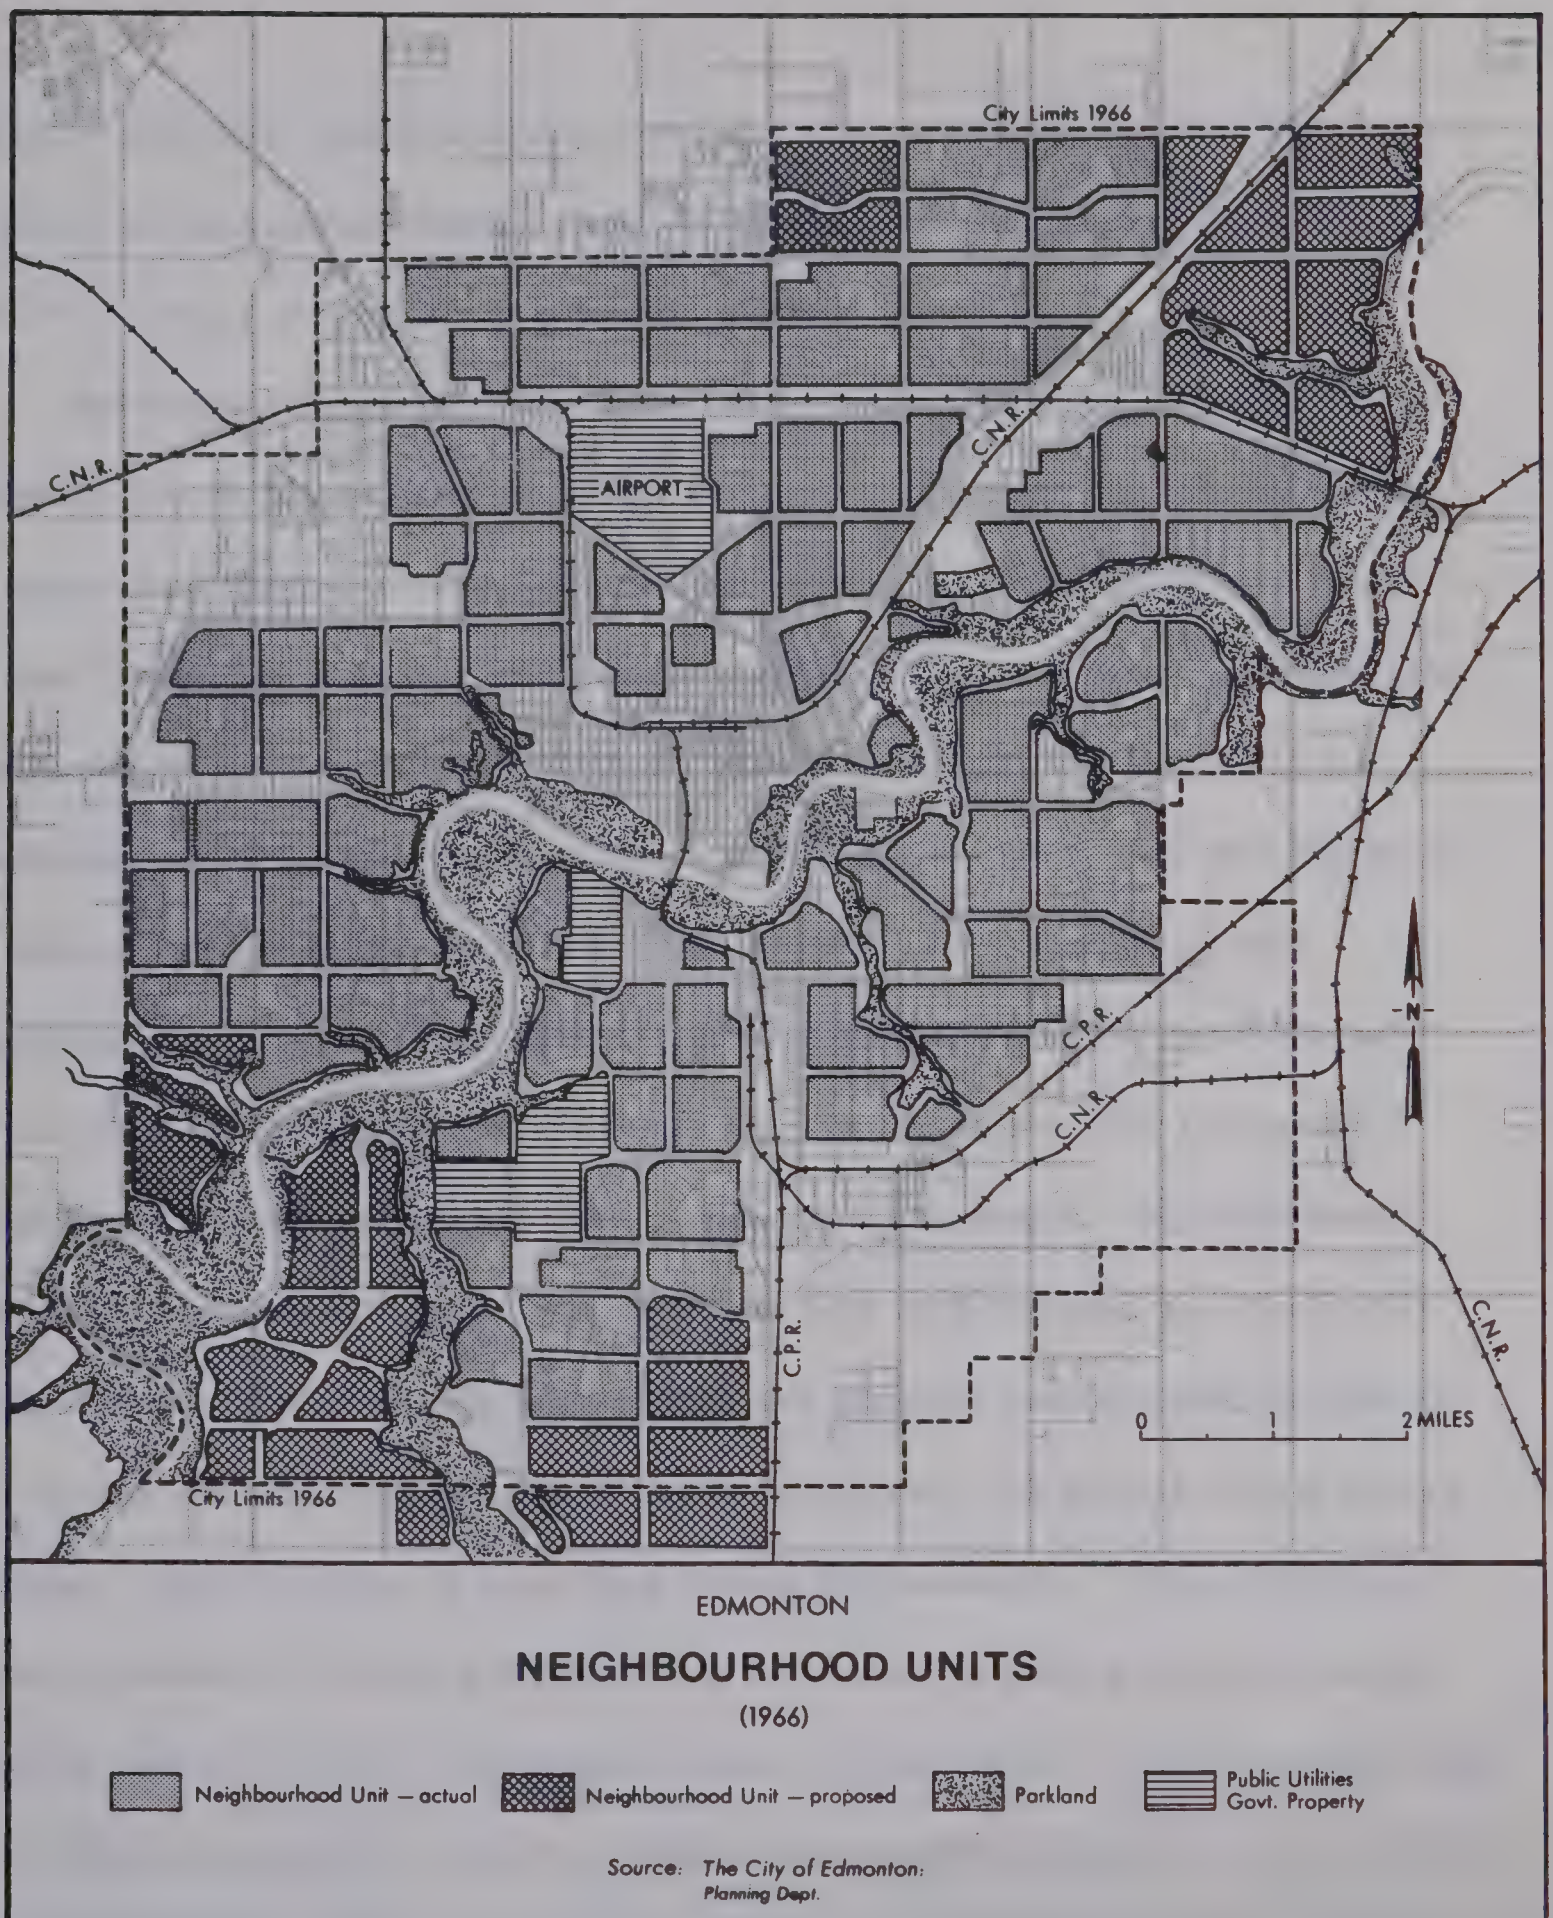 City Limits 1966
C.N.R.
C.N.R.
AIRPORT
C.P.R.
-N-
C.N.R.
C.P.R.
C.N.R.
0 1 2 MILES
City Limits 1966
EDMONTON
NEIGHBOURHOOD UNITS
(1966)
Neighbourhood Unit — actual
Neighbourhood Unit — proposed
Parkland
Public Utilities
Govt. Property
Source: The City of Edmonton:
Planning Dept.